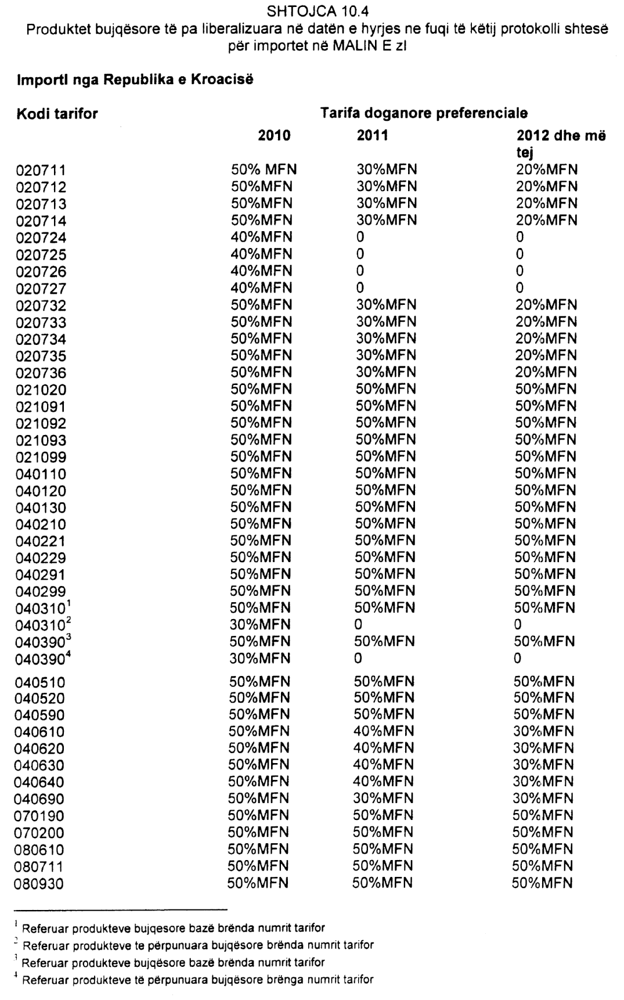 SHTOJCA 10.4
Produktet bujqësore të pa liberalizuara në datën e hyrjes ne fuqi të këtij protokolli shtesë
për importet në MALIN E zI
ImportI nga Republika e Kroacisë
Kodi tarifor Tarifa doganore preferenciale
2010 2011 2012 dhe më
tej
020711 50% MFN 30%MFN 20%MFN
020712 50%MFN 30%MFN 20%MFN
020713 50%MFN 30%MFN 20%MFN
020714 50%MFN 30%MFN 20%MFN
020724 40%MFN 0 0
020725 40%MFN 0 0
020726 40%MFN 0 0
020727 40%MFN 0 0
020732 50%MFN 30%MFN 20%MFN
020733 50%MFN 30%MFN 20%MFN
020734 50%MFN 30%MFN 20%MFN
020735 50%MFN 30%MFN 20%MFN
020736 50%MFN 30%MFN 20%MFN
021020 50%MFN 50%MFN 50%MFN
021091 50%MFN 50%MFN 50%MFN
021092 50%MFN 50%MFN 50%MFN
021093 50%MFN 50%MFN 50%MFN
021099 50%MFN 50%MFN 50%MFN
040110 50%MFN 50%MFN 50%MFN
040120 50%MFN 50%MFN 50%MFN
040130 50%MFN 50%MFN 50%MFN
040210 50%MFN 50%MFN 50%MFN
040221 50%MFN 50%MFN 50%MFN
040229 50%MFN 50%MFN 50%MFN
040291 50%MFN 50%MFN 50%MFN
040299 50%MFN 50%MFN 50%MFN
040310¹ 50%MFN 50%MFN 50%MFN
040310² 30%MFN 0 0
040390³ 50%MFN 50%MFN 50%MFN
040390⁴ 30%MFN 0 0
040510 50%MFN 50%MFN 50%MFN
040520 50%MFN 50%MFN 50%MFN
040590 50%MFN 50%MFN 50%MFN
040610 50%MFN 40%MFN 30%MFN
040620 50%MFN 40%MFN 30%MFN
040630 50%MFN 40%MFN 30%MFN
040640 50%MFN 40%MFN 30%MFN
040690 50%MFN 30%MFN 30%MFN
070190 50%MFN 50%MFN 50%MFN
070200 50%MFN 50%MFN 50%MFN
080610 50%MFN 50%MFN 50%MFN
080711 50%MFN 50%MFN 50%MFN
080930 50%MFN 50%MFN 50%MFN
¹ Referuar produkteve bujqesore bazë brënda numrit tarifor
² Referuar produkteve te përpunuara bujqësore brënda numrit tarifor
³ Referuar produkteve bujqësore bazë brënda numrit tarifor
⁴ Referuar produkteve të përpunuara bujqësore brënga numrit tarifor